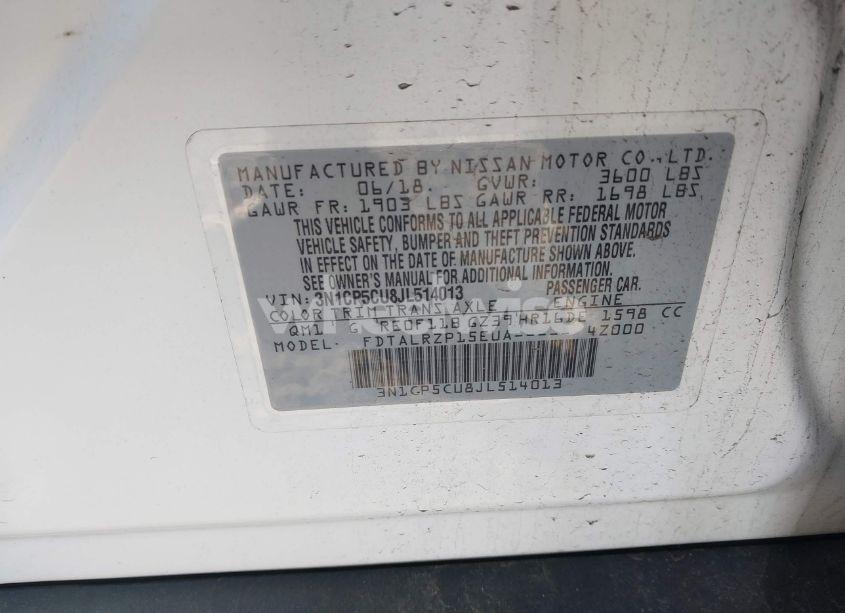 MANUFACTURED BY NISSAN MOTOR CO.,LTD.
DATE: 06/18. GVWR: 3600 LBS
GAWR FR: 1903 LBS GAWR RR: 1698 LBS
THIS VEHICLE CONFORMS TO ALL APPLICABLE FEDERAL MOTOR
VEHICLE SAFETY, BUMPER AND THEFT PREVENTION STANDARDS
IN EFFECT ON THE DATE OF MANUFACTURE SHOWN ABOVE.
SEE OWNER'S MANUAL FOR ADDITIONAL INFORMATION.
VIN: 3N1CP5CU8JL514013 PASSENGER CAR.
COLOR TRIM TRANS AXLE ENGINE
QM1 G RE0F11B GZ39 HR16DE 1598 CC
MODEL: FDTALRZP15EUA---- 4Z000
3N1CP5CU8JL514013